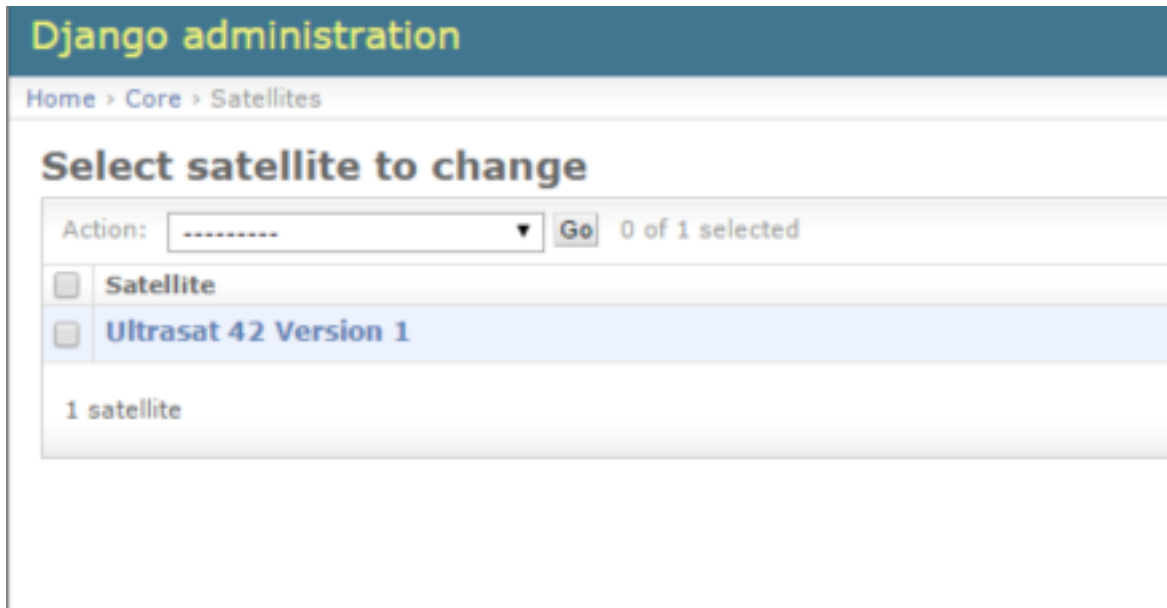 Django administration
Home › Core › Satellites
Select satellite to change
Action: --------- Go 0 of 1 selected
Satellite
Ultrasat 42 Version 1
1 satellite